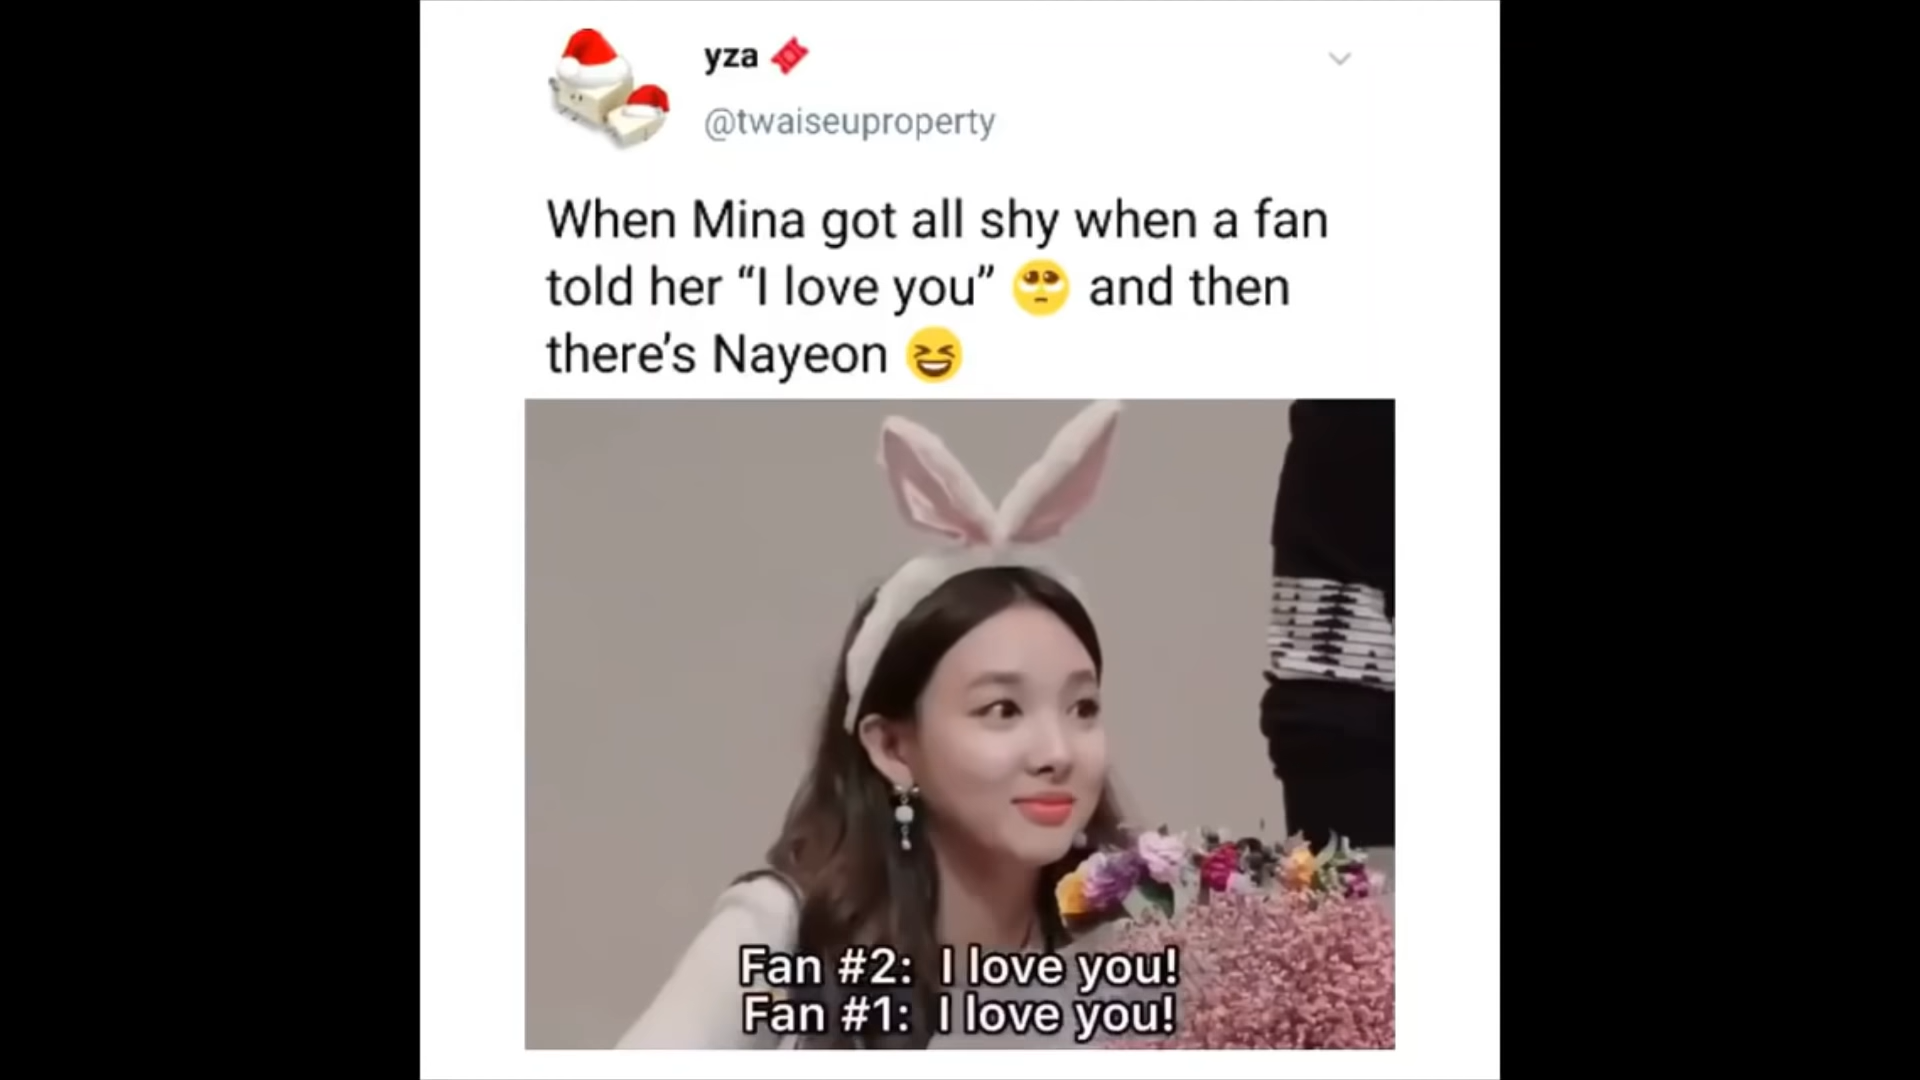 yza
@twaiseuproperty
When Mina got all shy when a fan
told her “I love you” 🥺 and then
there’s Nayeon 😆
Fan #2: I love you!
Fan #1: I love you!